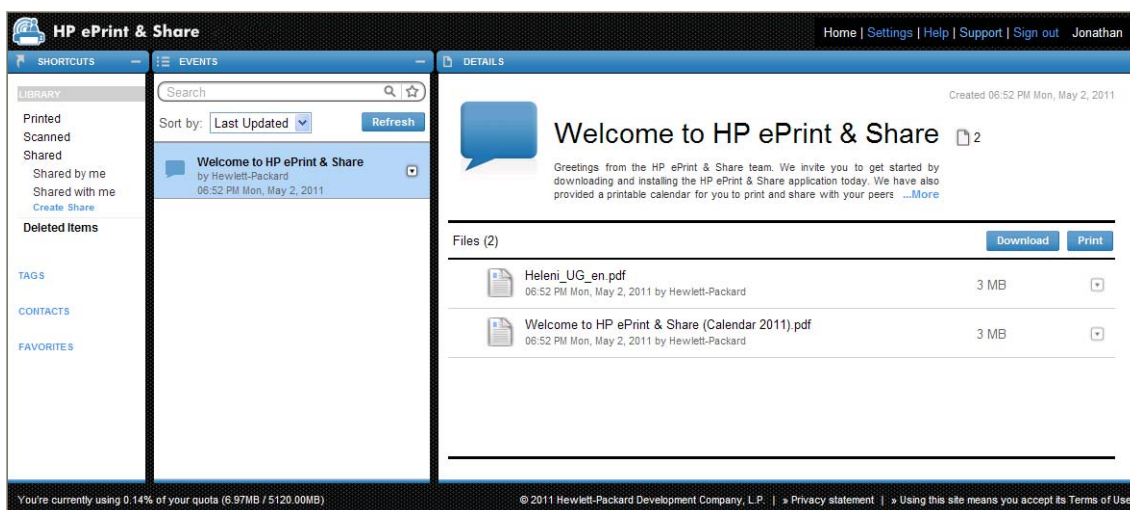 HP ePrint & Share
Home | Settings | Help | Support | Sign out Jonathan
SHORTCUTS
LIBRARY
Printed
Scanned
Shared
Shared by me
Shared with me
Create Share
Deleted Items
TAGS
CONTACTS
FAVORITES
EVENTS
Search
Sort by: Last Updated Refresh
Welcome to HP ePrint & Share
by Hewlett-Packard
06:52 PM Mon, May 2, 2011
DETAILS
Created 06:52 PM Mon, May 2, 2011
Welcome to HP ePrint & Share 2
Greetings from the HP ePrint & Share team. We invite you to get started by
downloading and installing the HP ePrint & Share application today. We have also
provided a printable calendar for you to print and share with your peers ...More
Files (2) Download Print
Heleni_UG_en.pdf
06:52 PM Mon, May 2, 2011 by Hewlett-Packard
3 MB
Welcome to HP ePrint & Share (Calendar 2011).pdf
06:52 PM Mon, May 2, 2011 by Hewlett-Packard
3 MB
You're currently using 0.14% of your quota (6.97MB / 5120.00MB)
© 2011 Hewlett-Packard Development Company, L.P. | » Privacy statement | » Using this site means you accept its Terms of Use